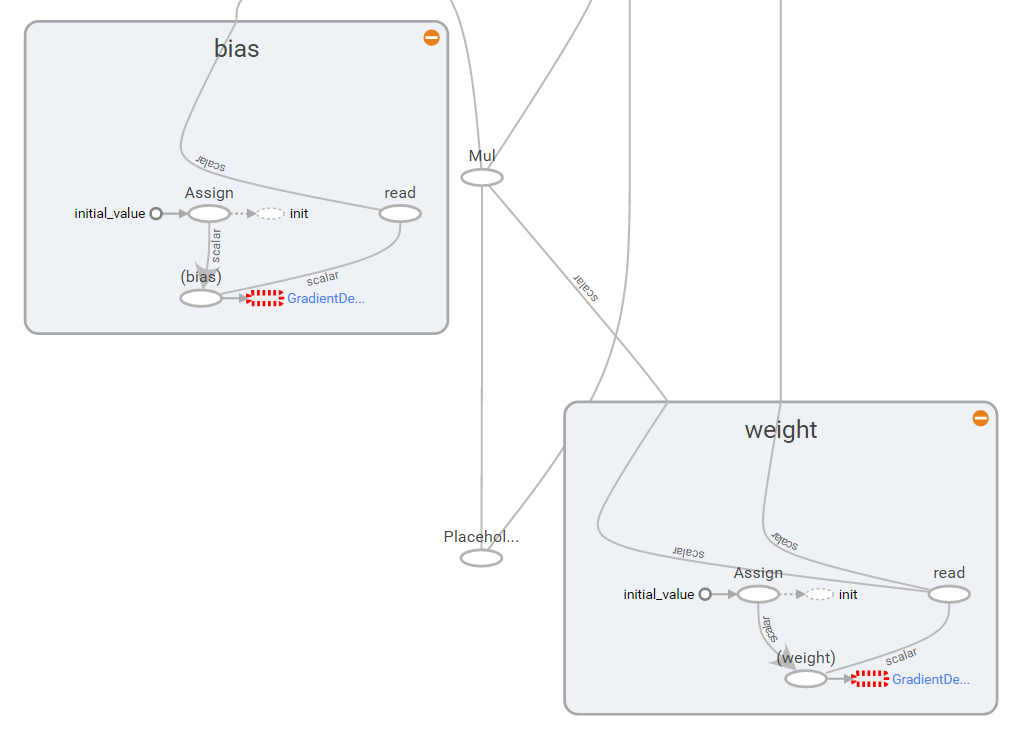 bias
Mul
scalar
Assign
read
initial_value
init
scalar
(bias)
scalar
GradientDe...
scalar
weight
Placehol...
scalar
scalar
Assign
read
initial_value
init
scalar
(weight)
scalar
GradientDe...